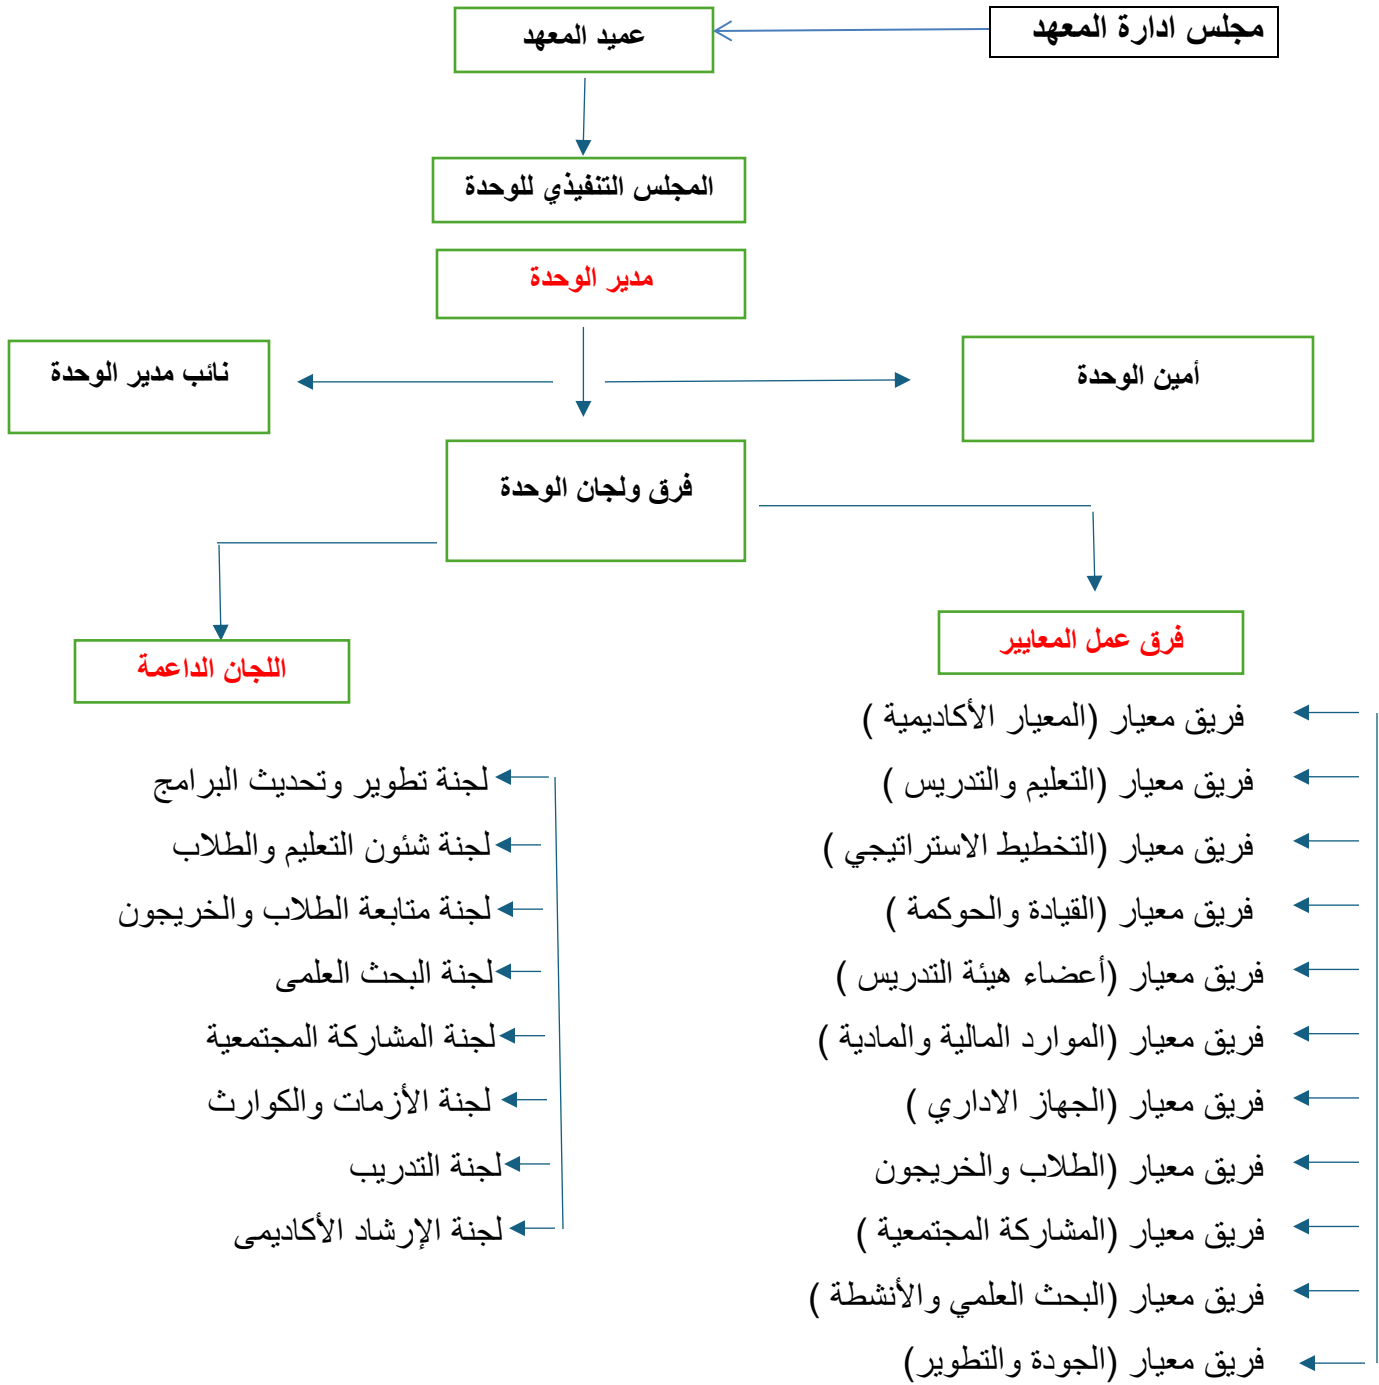 مجلس ادارة المعهد
عميد المعهد
المجلس التنفيذي للوحدة
مدير الوحدة
أمين الوحدة
نائب مدير الوحدة
فرق ولجان الوحدة
فرق عمل المعايير
فريق معيار (المعيار الأكاديمية )
فريق معيار (التعليم والتدريس )
فريق معيار (التخطيط الاستراتيجي )
فريق معيار (القيادة والحوكمة )
فريق معيار (أعضاء هيئة التدريس )
فريق معيار (الموارد المالية والمادية )
فريق معيار (الجهاز الاداري )
فريق معيار (الطلاب والخريجون
فريق معيار (المشاركة المجتمعية )
فريق معيار (البحث العلمي والأنشطة )
فريق معيار (الجودة والتطوير)
اللجان الداعمة
لجنة تطوير وتحديث البرامج
لجنة شئون التعليم والطلاب
لجنة متابعة الطلاب والخريجون
لجنة البحث العلمى
لجنة المشاركة المجتمعية
لجنة الأزمات والكوارث
لجنة التدريب
لجنة الإرشاد الأكاديمى